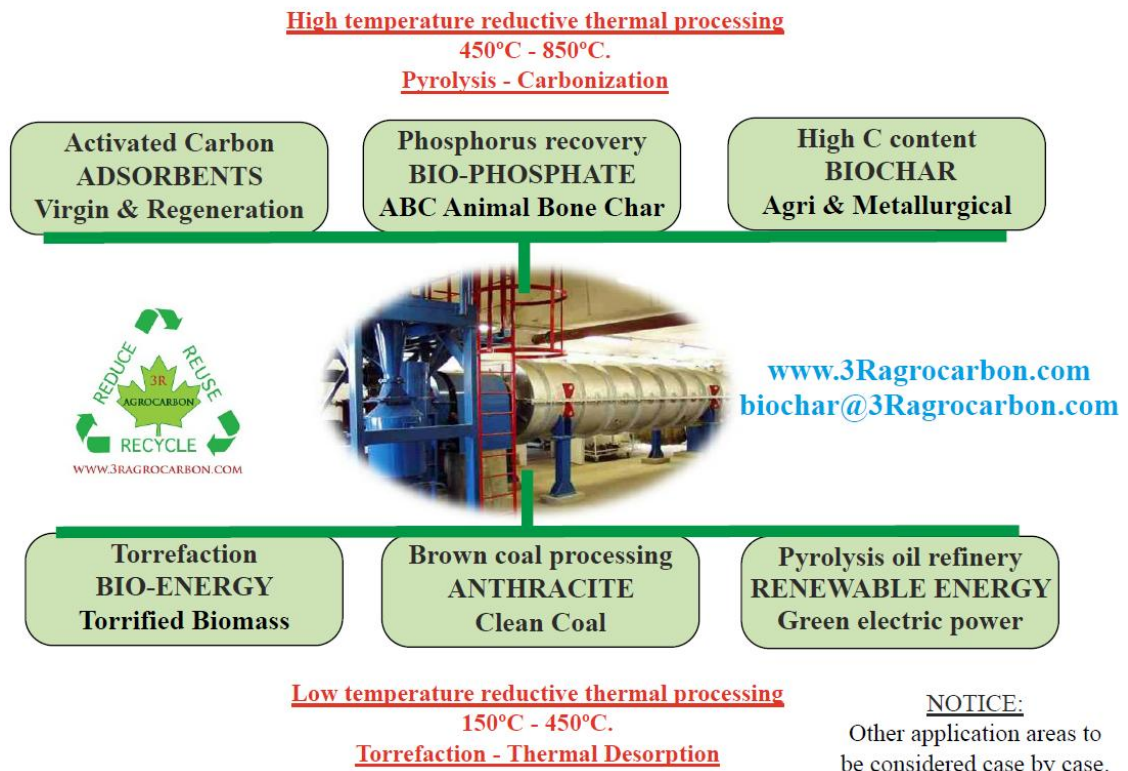 High temperature reductive thermal processing
450ºC - 850ºC.
Pyrolysis - Carbonization
Activated Carbon
ADSORBENTS
Virgin & Regeneration
Phosphorus recovery
BIO-PHOSPHATE
ABC Animal Bone Char
High C content
BIOCHAR
Agri & Metallurgical
REDUCE
REUSE
RECYCLE
3R
AGROCARBON
WWW.3RAGROCARBON.COM
www.3Ragrocarbon.com
biochar@3Ragrocarbon.com
Torrefaction
BIO-ENERGY
Torrified Biomass
Brown coal processing
ANTHRACITE
Clean Coal
Pyrolysis oil refinery
RENEWABLE ENERGY
Green electric power
Low temperature reductive thermal processing
150ºC - 450ºC.
Torrefaction - Thermal Desorption
NOTICE:
Other application areas to
be considered case by case.